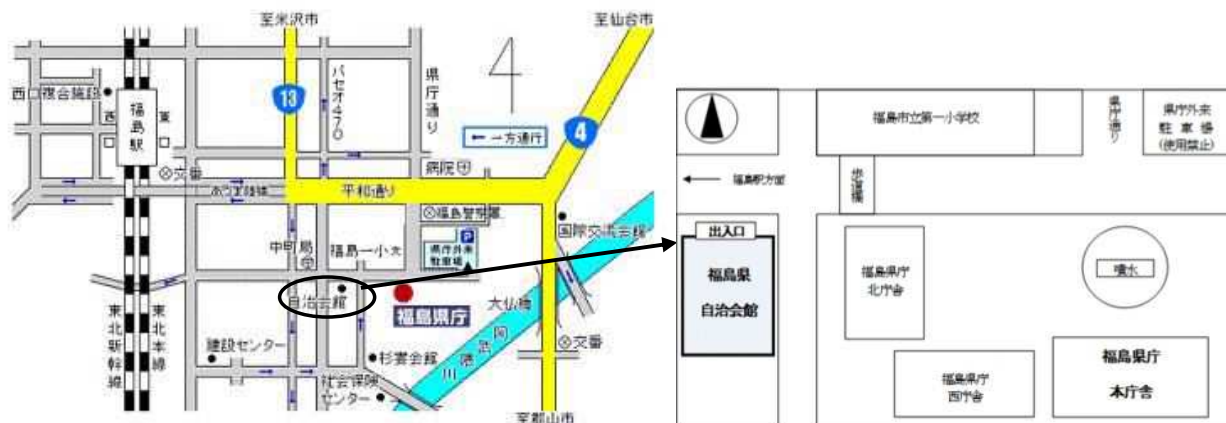 至米沢市
至仙台市
西口複合施設
福島駅
西
東
13
パセオ470
県庁通り
4
← 一方通行
交番
病院
あづま陸橋
平和通り
福島警察署
P
県庁外来
駐車場
国際交流会館
中町局
福島一小
自治会館
福島県庁
大仏橋
阿武隈川
東北新幹線
東北本線
建設センター
杉妻会館
交番
社会保険
センター
至郡山市
福島市立第一小学校
県庁通り
県庁外来
駐車場
(使用禁止)
歩道橋
← 福島駅方面
出入口
福島県
自治会館
福島県庁
北庁舎
噴水
福島県庁
西庁舎
福島県庁
本庁舎